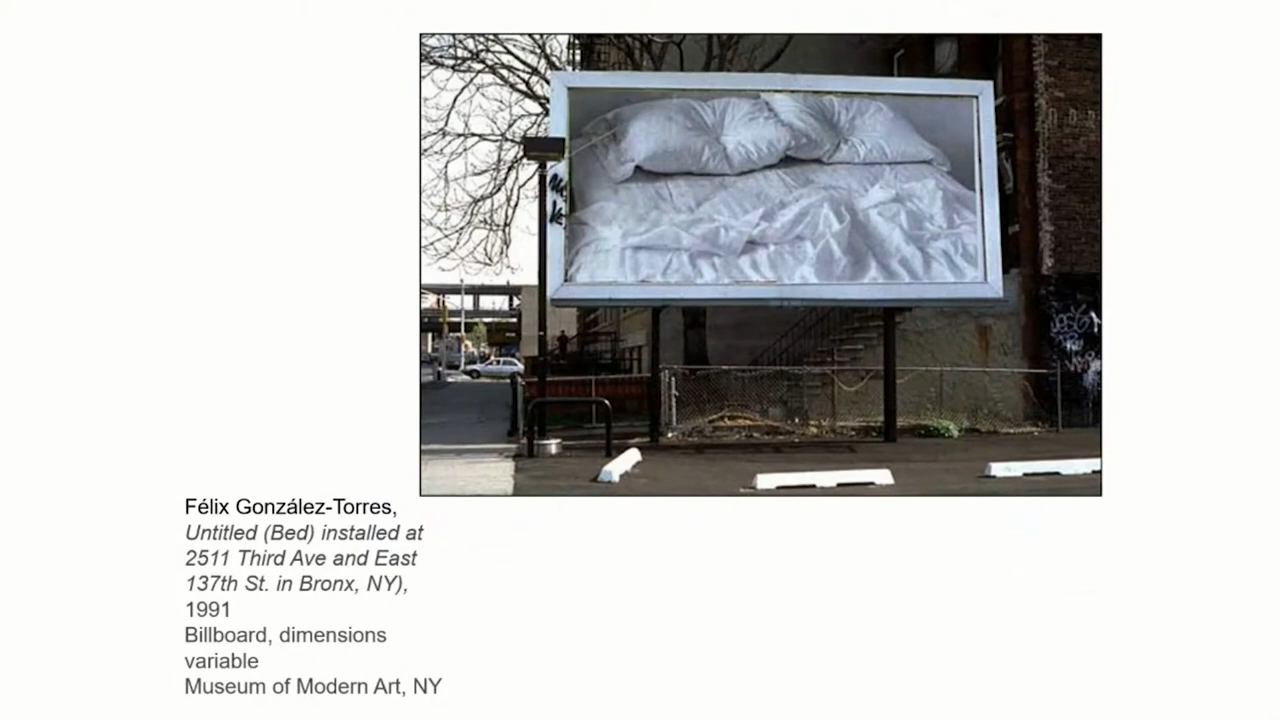 Félix González-Torres,
Untitled (Bed) installed at
2511 Third Ave and East
137th St. in Bronx, NY),
1991
Billboard, dimensions
variable
Museum of Modern Art, NY